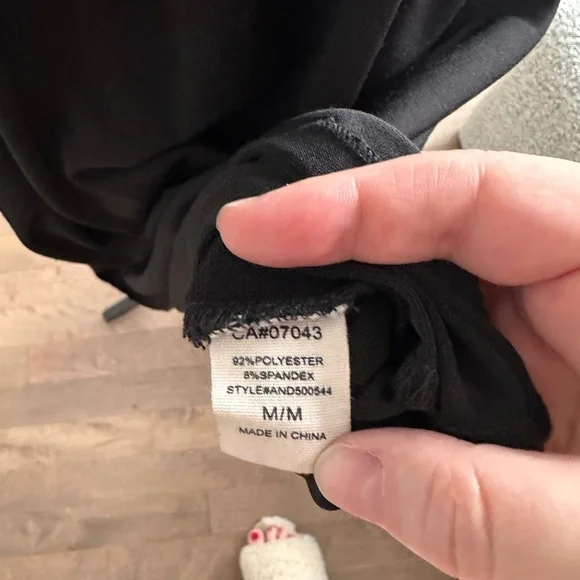 CA#07043
92%POLYESTER
8%SPANDEX
STYLE#AND500544
M/M
MADE IN CHINA